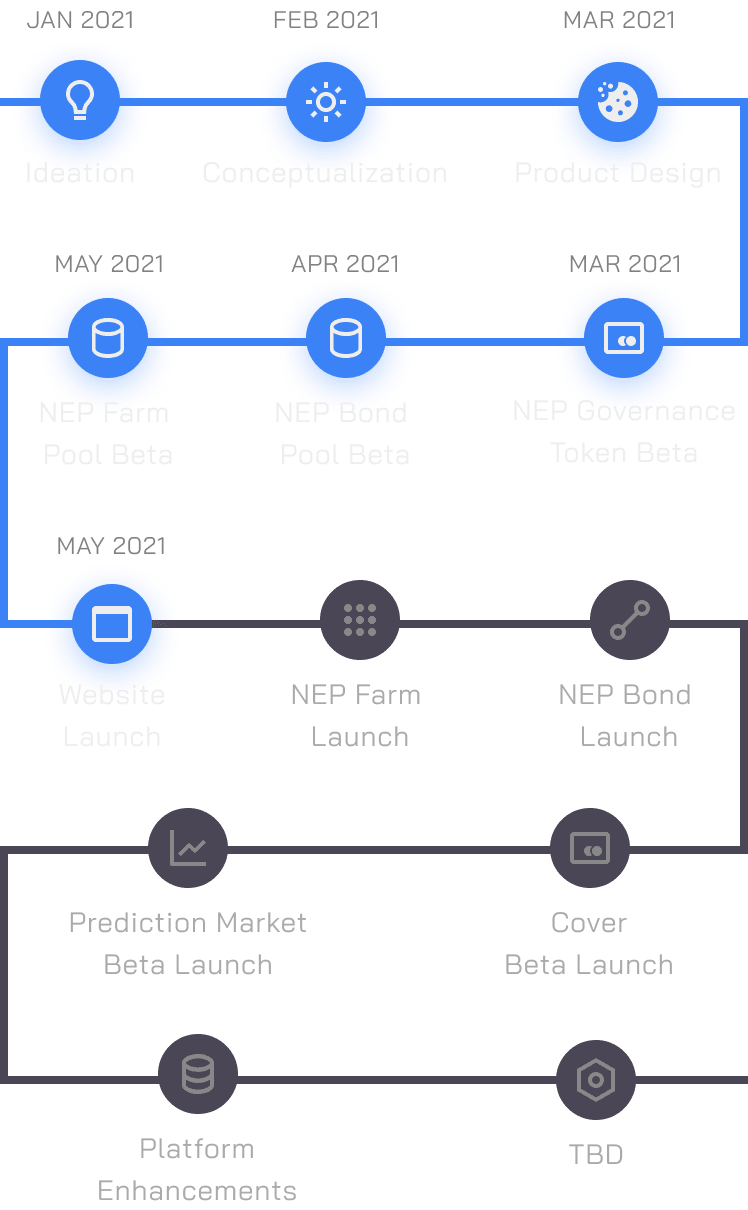 JAN 2021
FEB 2021
MAR 2021
Ideation
Conceptualization
Product Design
MAY 2021
APR 2021
MAR 2021
NEP Farm
Pool Beta
NEP Bond
Pool Beta
NEP Governance
Token Beta
MAY 2021
Website
Launch
NEP Farm
Launch
NEP Bond
Launch
Prediction Market
Beta Launch
Cover
Beta Launch
Platform
Enhancements
TBD